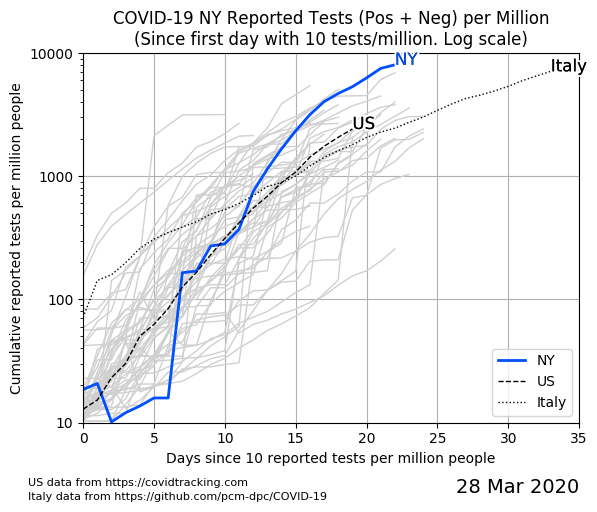 COVID-19 NY Reported Tests (Pos + Neg) per Million
(Since first day with 10 tests/million. Log scale)
Cumulative reported tests per million people
10000
1000
100
10
NY
US
Italy
NY
US
Italy
0 5 10 15 20 25 30 35
Days since 10 reported tests per million people
US data from https://covidtracking.com
Italy data from https://github.com/pcm-dpc/COVID-19
28 Mar 2020